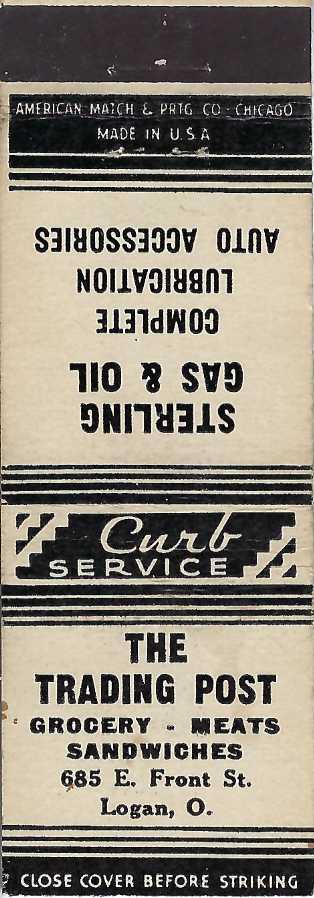 AMERICAN MATCH & PRTG CO - CHICAGO
MADE IN U.S.A
STERLING
GAS & OIL
COMPLETE
LUBRICATION
AUTO ACCESSORIES
Curb
SERVICE
THE
TRADING POST
GROCERY - MEATS
SANDWICHES
685 E. Front St.
Logan, O.
CLOSE COVER BEFORE STRIKING